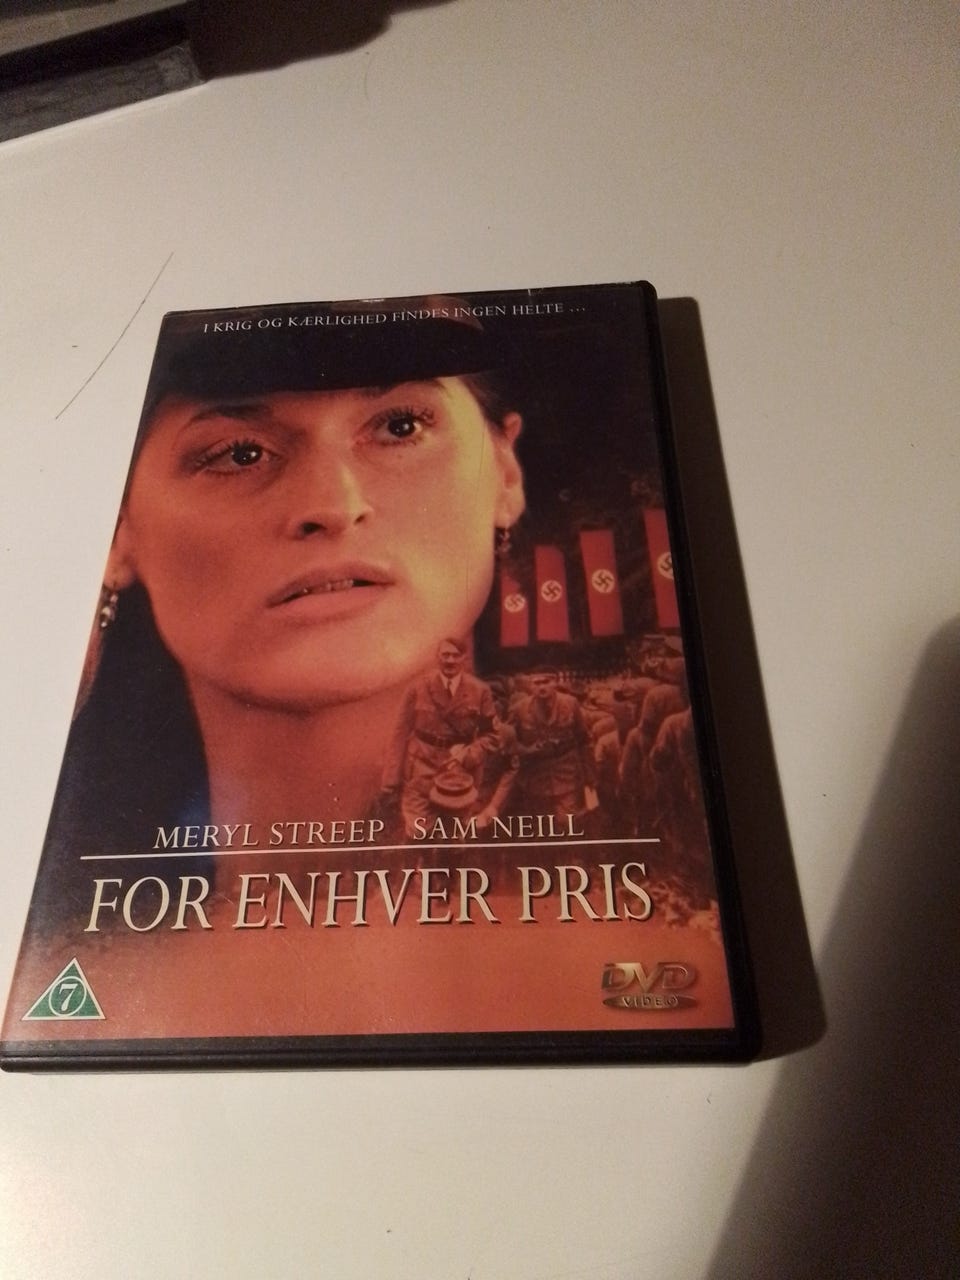 I KRIG OG KÆRLIGHED FINDES INGEN HELTE ...
MERYL STREEP SAM NEILL
FOR ENHVER PRIS
7
DVD
VIDEO